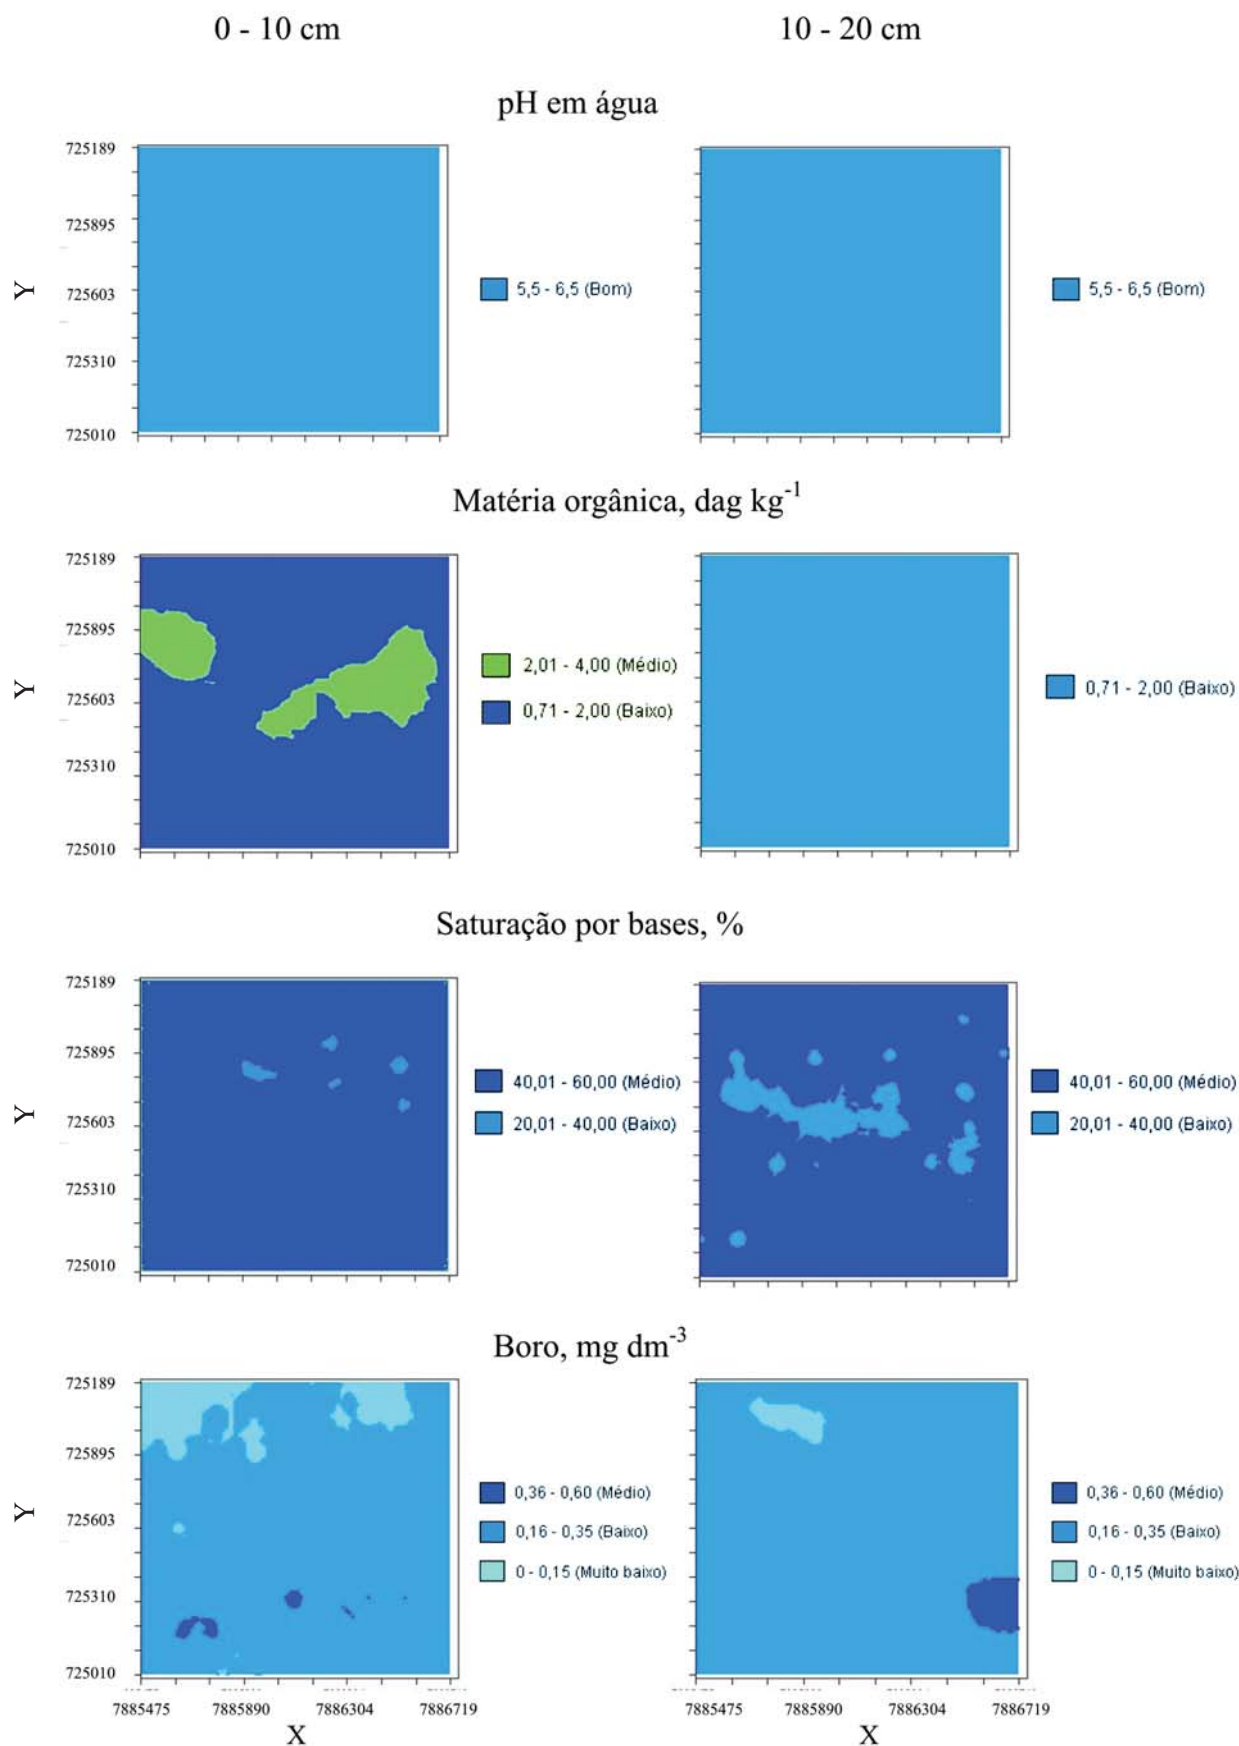 0 - 10 cm
10 - 20 cm
pH em água
725189
725895
725603
725310
725010
Y
5,5 - 6,5 (Bom)
5,5 - 6,5 (Bom)
Matéria orgânica, dag kg⁻¹
725189
725895
725603
725310
725010
Y
2,01 - 4,00 (Médio)
0,71 - 2,00 (Baixo)
0,71 - 2,00 (Baixo)
Saturação por bases, %
725189
725895
725603
725310
725010
Y
40,01 - 60,00 (Médio)
20,01 - 40,00 (Baixo)
40,01 - 60,00 (Médio)
20,01 - 40,00 (Baixo)
Boro, mg dm⁻³
725189
725895
725603
725310
725010
Y
0,36 - 0,60 (Médio)
0,16 - 0,35 (Baixo)
0 - 0,15 (Muito baixo)
0,36 - 0,60 (Médio)
0,16 - 0,35 (Baixo)
0 - 0,15 (Muito baixo)
7885475 7885890 7886304 7886719
X
7885475 7885890 7886304 7886719
X